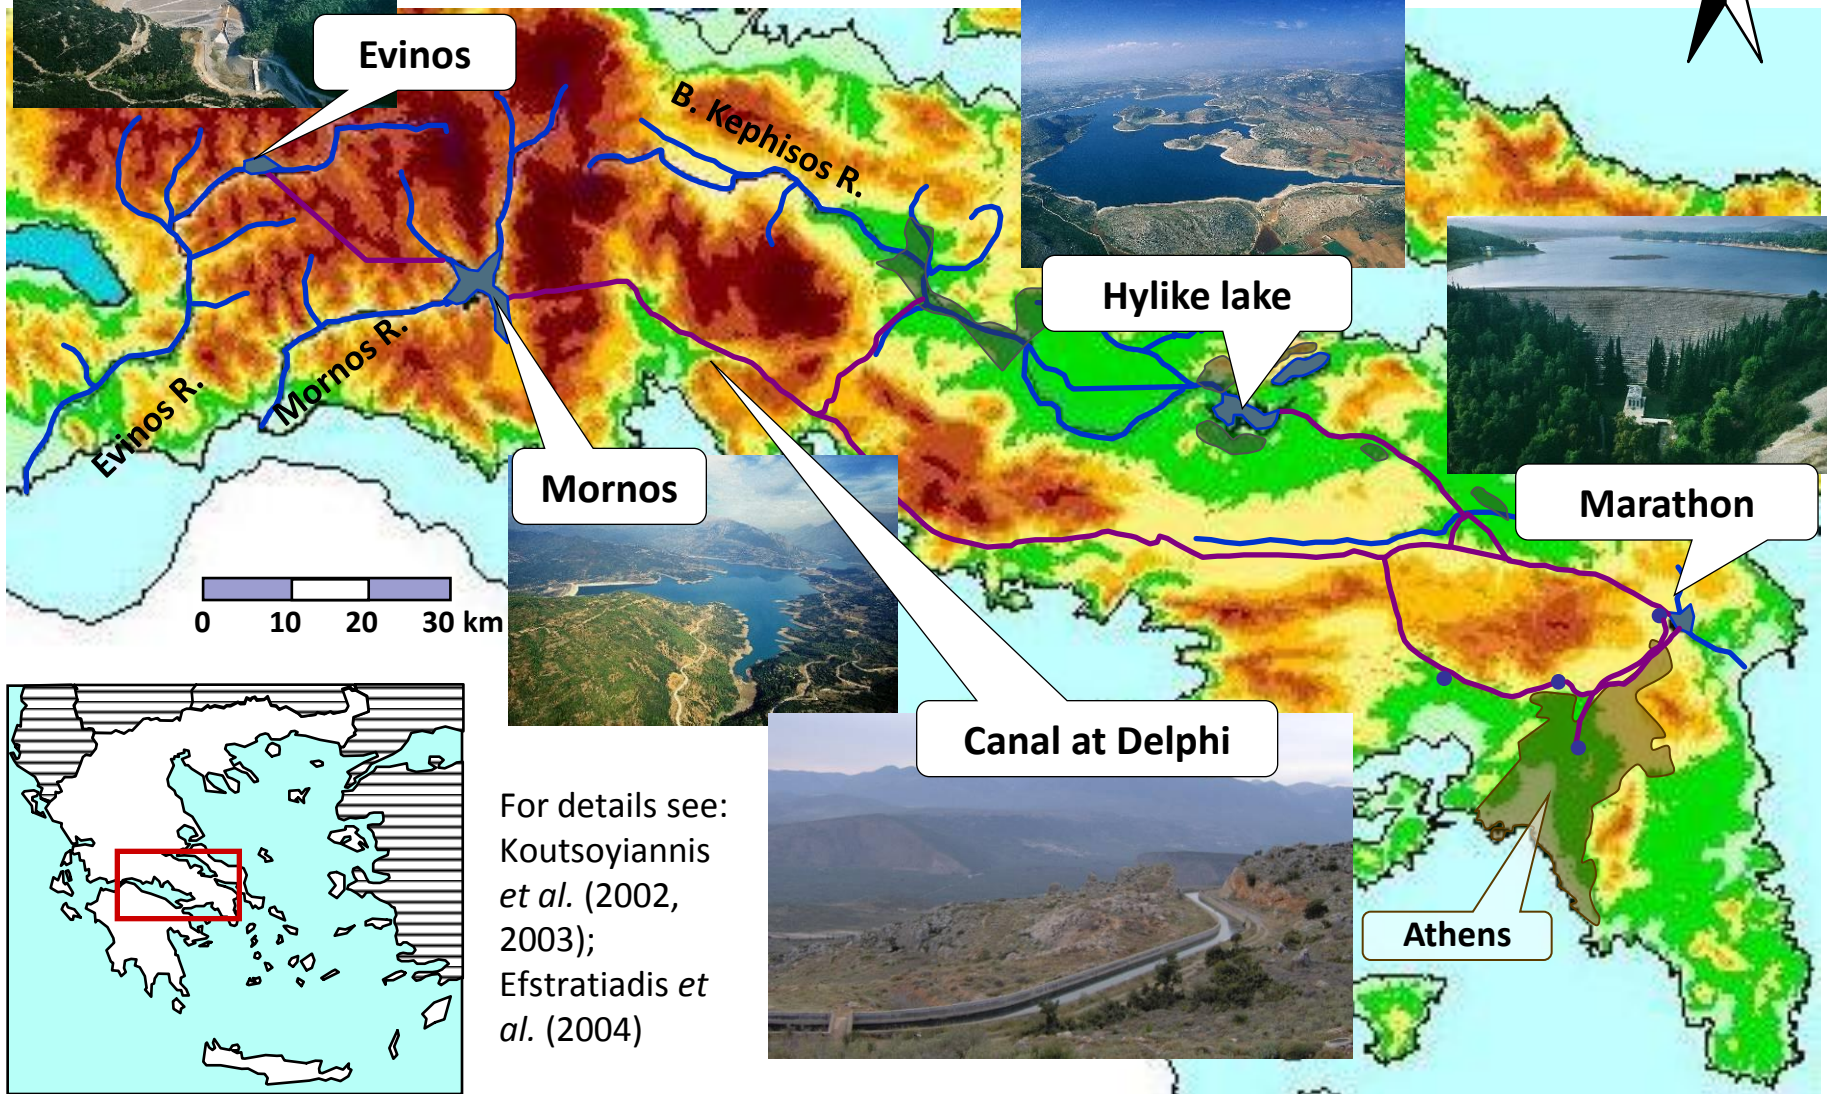 Evinos
B. Kephisos R.
Hylike lake
Mornos R.
Evinos R.
Mornos
Marathon
0 10 20 30 km
Canal at Delphi
For details see:
Koutsoyiannis
et al. (2002,
2003);
Efstratiadis et
al. (2004)
Athens